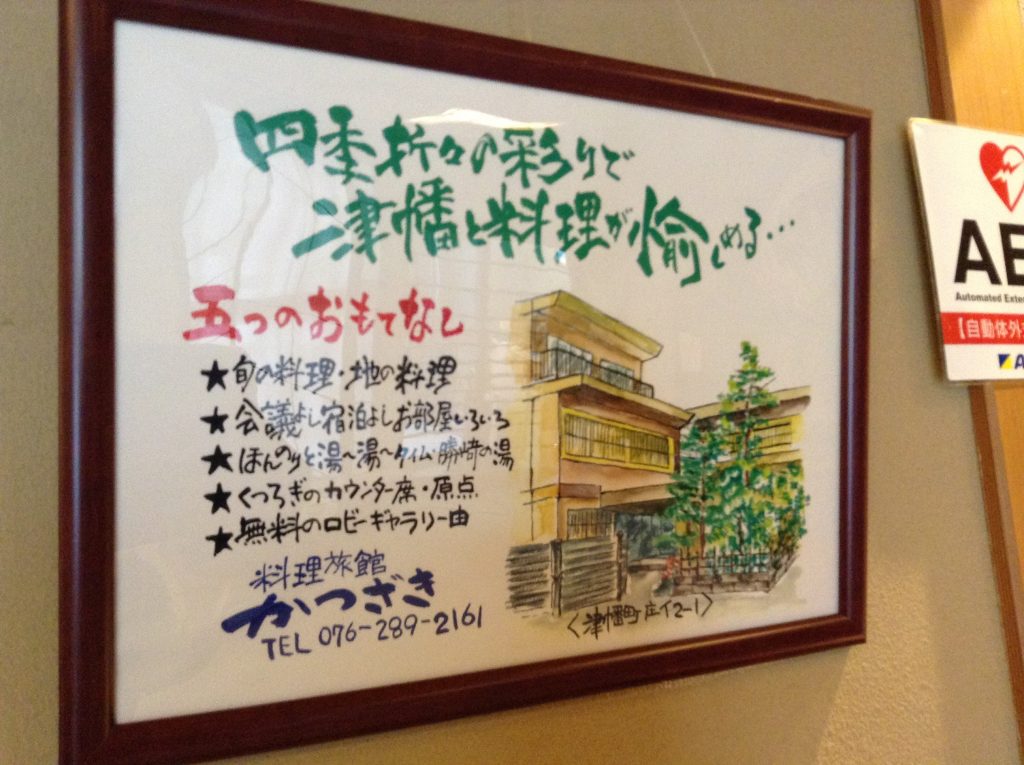 四季折々の彩りで
津幡と料理が愉しめる…
五つのおもてなし
★旬の料理・地の料理
★会議よし宿泊よしお部屋いろいろ
★ほんのりと湯〜湯〜タイム・勝崎の湯
★くつろぎのカウンター席・原点
★無料のロビーギャラリー由
料理旅館
かつざき
TEL 076-289-2161
〈津幡町庄イ2-1〉
Automated Exter
【自動体外